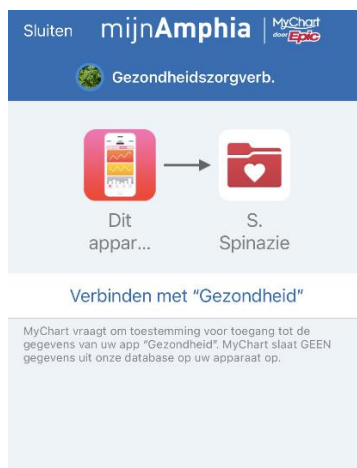 Sluiten mijnAmphia | MyChart
door Epic
Gezondheidszorgverb.
Dit
appar...
S.
Spinazie
Verbinden met "Gezondheid"
MyChart vraagt om toestemming voor toegang tot de
gegevens van uw app "Gezondheid". MyChart slaat GEEN
gegevens uit onze database op uw apparaat op.